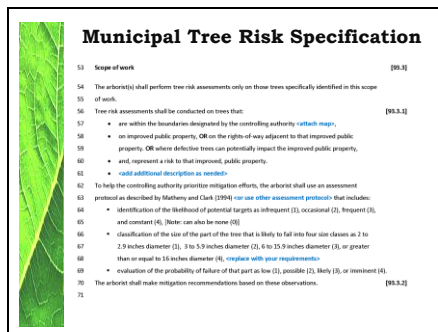 Municipal Tree Risk Specification
53 Scope of work [93.3]
54 The arborist(s) shall perform tree risk assessments only on those trees specifically identified in this scope
55 of work.
56 Tree risk assessments shall be conducted on trees that: [93.3.1]
57 • are within the boundaries designated by the controlling authority <attach map>,
58 • on improved public property, OR on the rights-of-way adjacent to that improved public
59 property. OR where defective trees can potentially impact the improved public property,
60 • and, represent a risk to that improved, public property.
61 • <add additional description as needed>
62 To help the controlling authority prioritize mitigation efforts, the arborist shall use an assessment
63 protocol as described by Matheny and Clark (1994) <or use other assessment protocol> that includes:
64 • identification of the likelihood of potential targets as infrequent (1), occasional (2), frequent (3),
65 and constant (4), [Note: can also be none (0)]
66 • classification of the size of the part of the tree that is likely to fail into four size classes as 2 to
67 2.9 inches diameter (1), 3 to 5.9 inches diameter (2), 6 to 15.9 inches diameter (3), or greater
68 than or equal to 16 inches diameter (4), <replace with your requirements>
69 • evaluation of the probability of failure of that part as low (1), possible (2), likely (3), or imminent (4).
70 The arborist shall make mitigation recommendations based on these observations. [93.3.2]
71